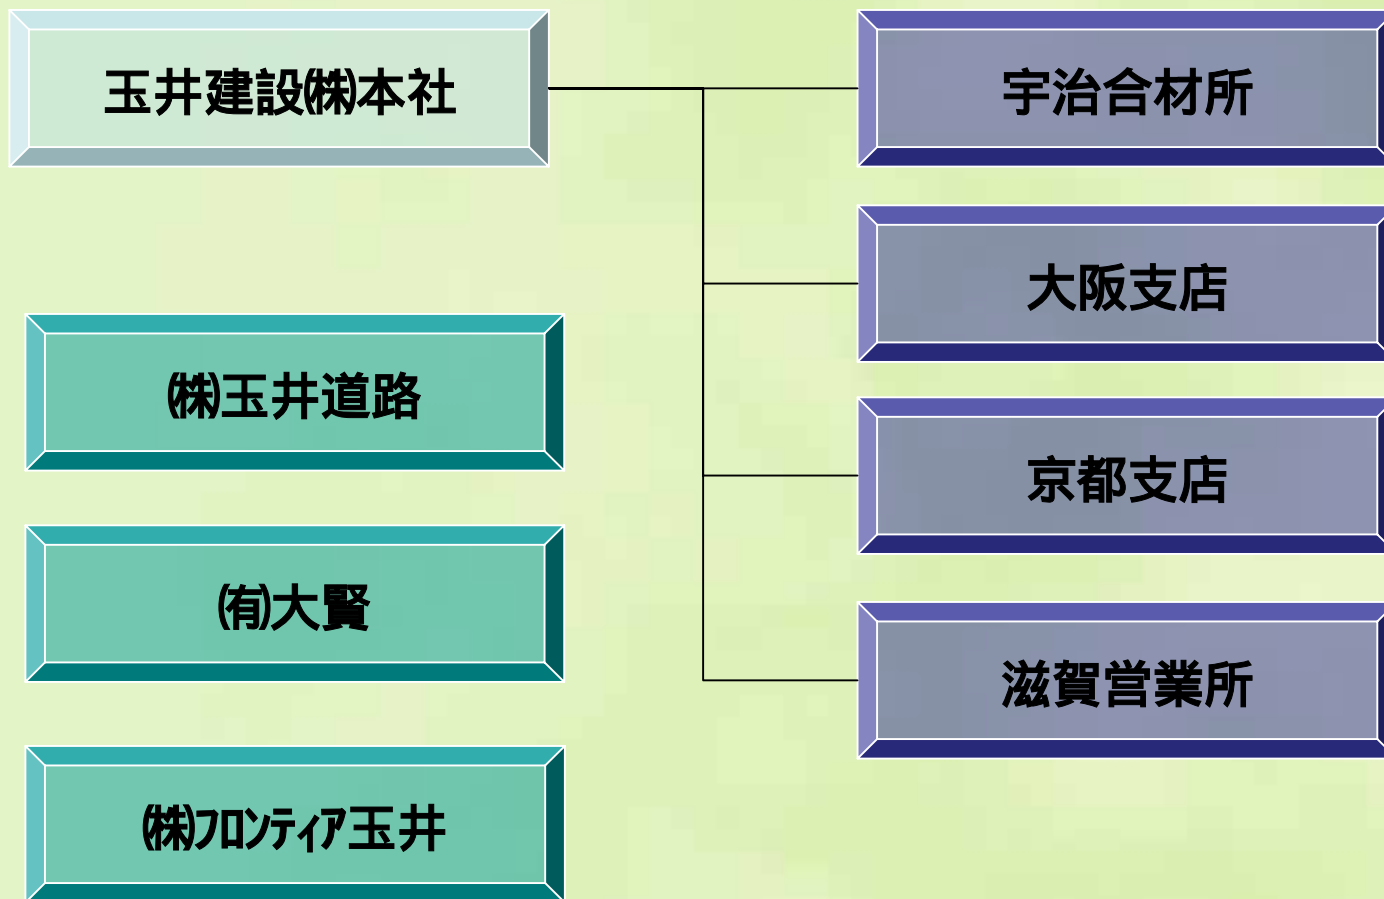 玉井建設㈱本社
宇治合材所
大阪支店
㈱玉井道路
京都支店
㈲大賢
滋賀営業所
㈱ﾌﾛﾝﾃｨｱ玉井